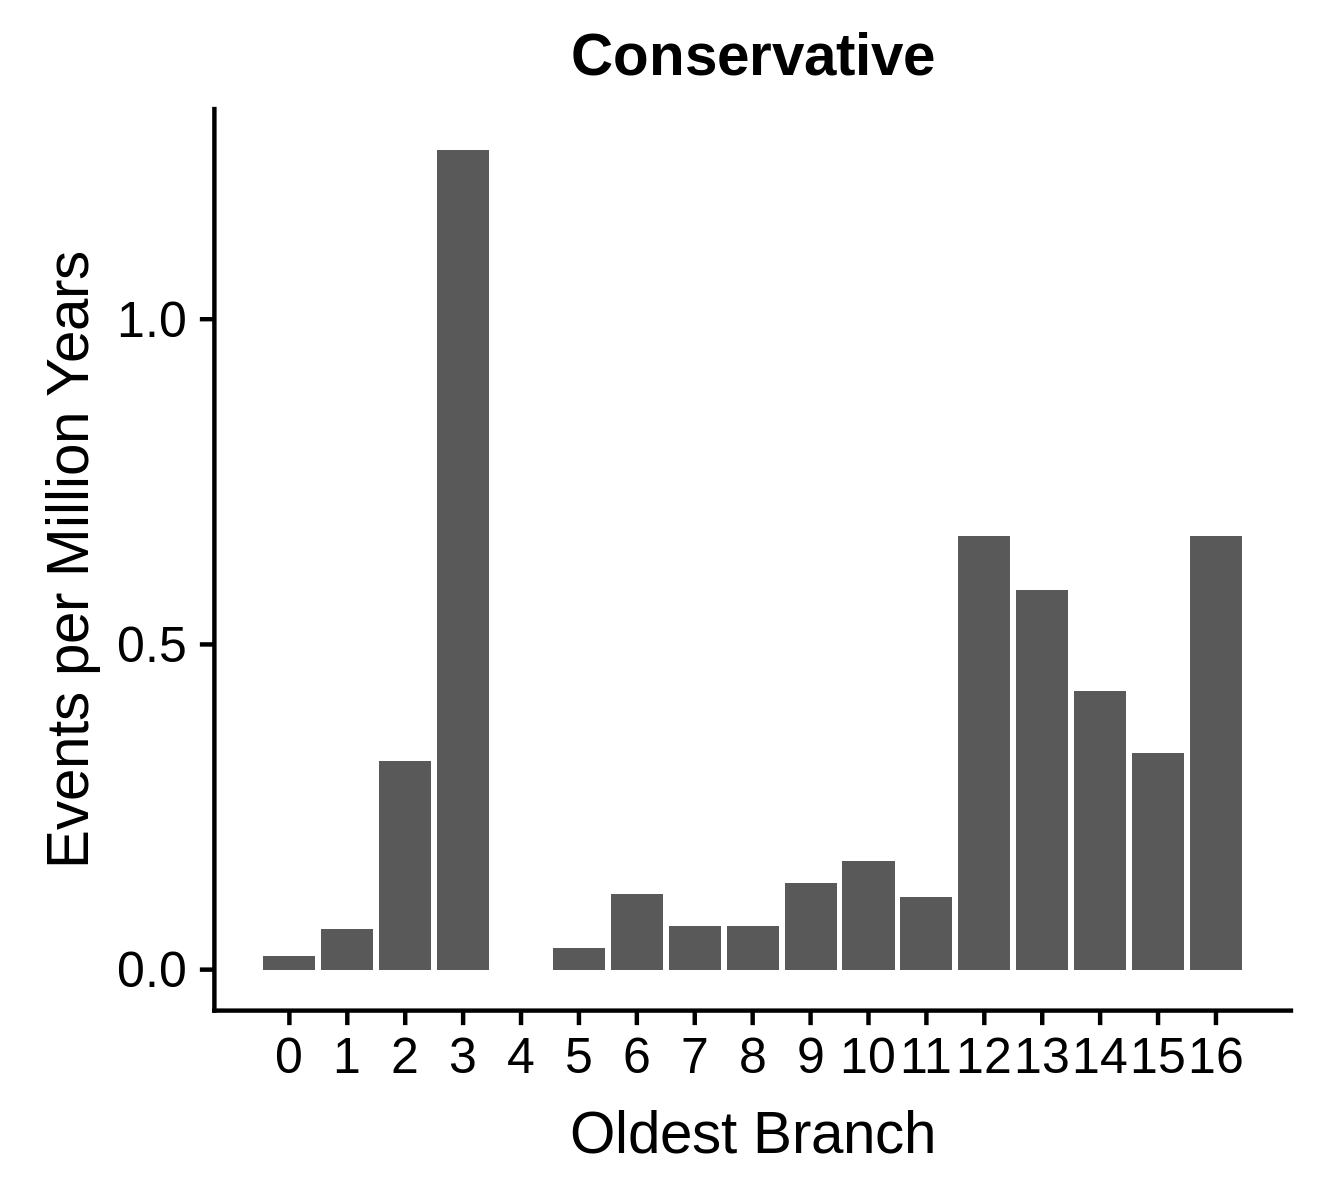 Conservative
Events per Million Years
1.0
0.5
0.0
0 1 2 3 4 5 6 7 8 9 10 11 12 13 14 15 16
Oldest Branch